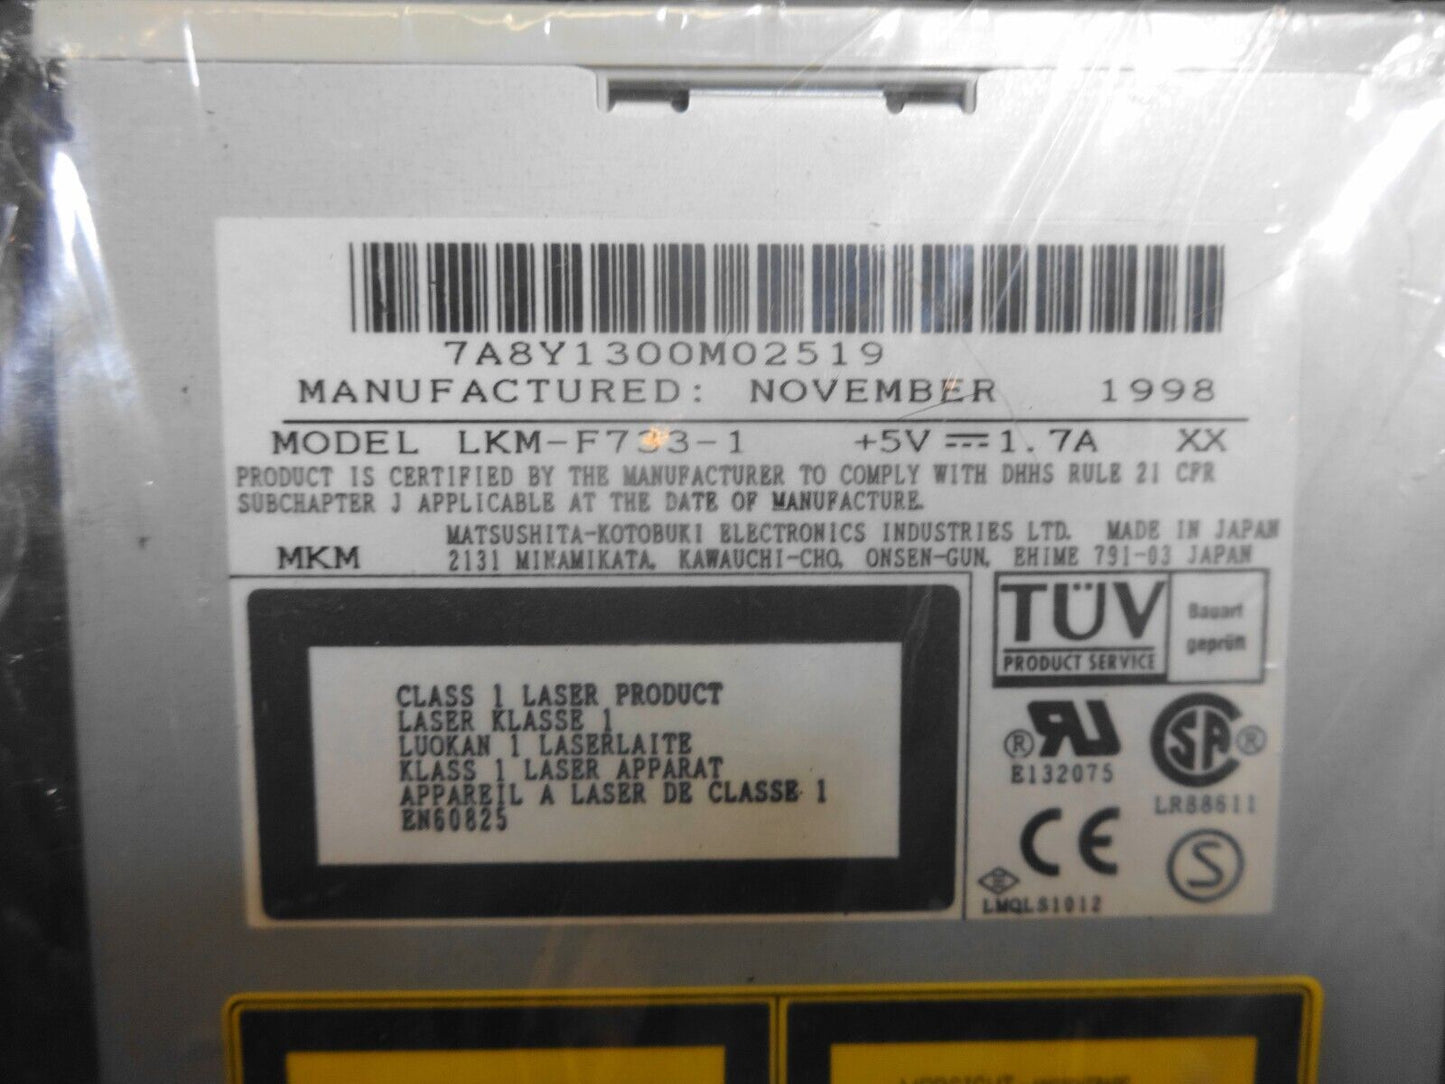 7A8Y1300M02519
MANUFACTURED: NOVEMBER 1998
MODEL LKM-F733-1 +5V ⎓ 1.7A XX
PRODUCT IS CERTIFIED BY THE MANUFACTURER TO COMPLY WITH DHHS RULE 21 CFR
SUBCHAPTER J APPLICABLE AT THE DATE OF MANUFACTURE.
MATSUSHITA-KOTOBUKI ELECTRONICS INDUSTRIES LTD. MADE IN JAPAN
MKM 2131 MINAMIKATA, KAWAUCHI-CHO, ONSEN-GUN, EHIME 791-03 JAPAN
CLASS 1 LASER PRODUCT
LASER KLASSE 1
LUOKAN 1 LASERLAITE
KLASS 1 LASER APPARAT
APPAREIL A LASER DE CLASSE 1
EN60825
TÜV
PRODUCT SERVICE
Bauart
geprüft
® RU
E132075
SA ®
LR88611
CE
S
LMQLS1012